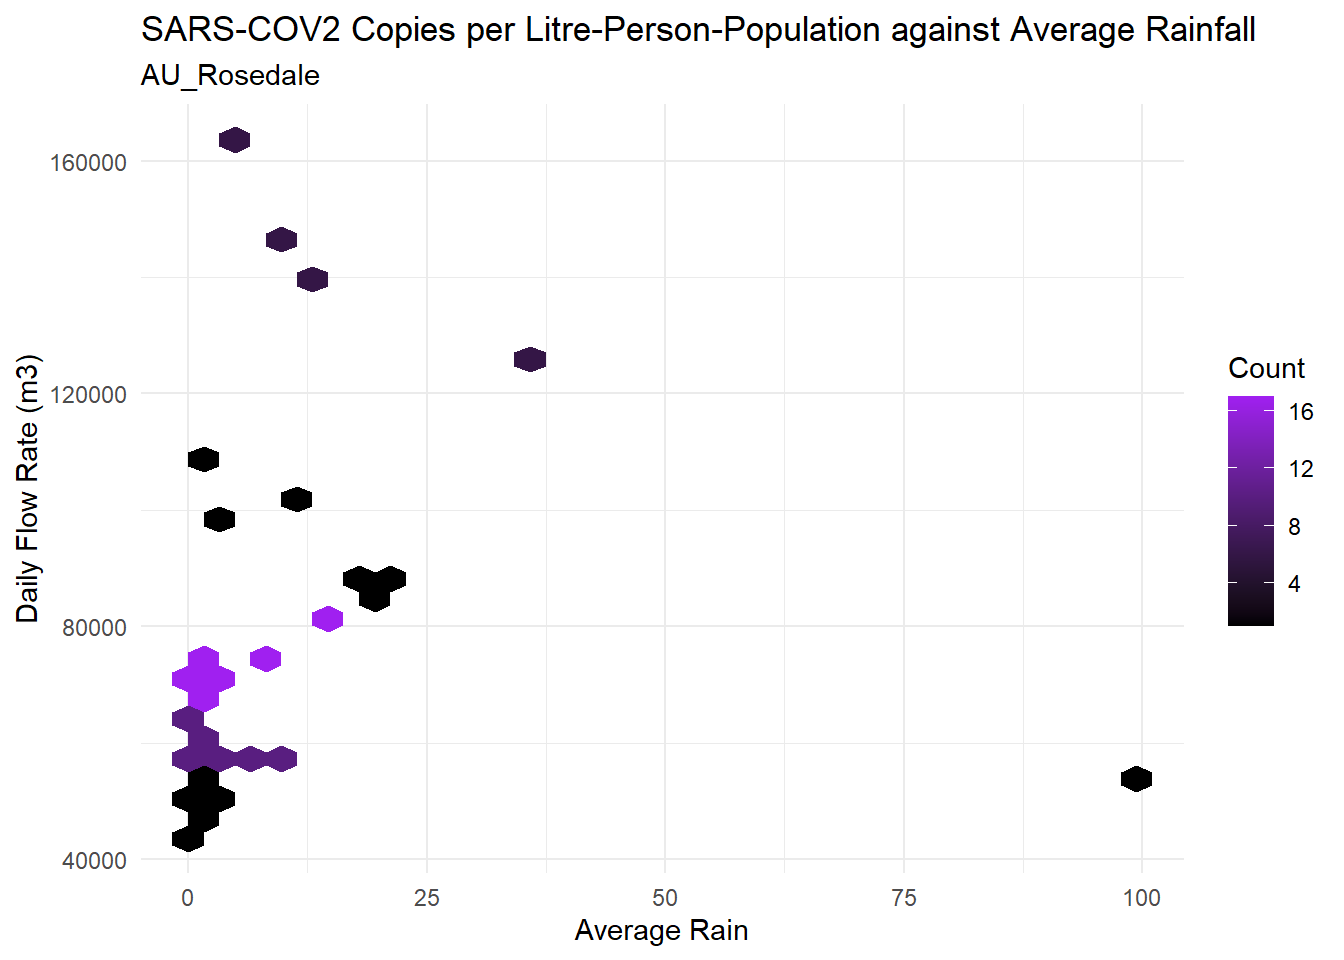 SARS-COV2 Copies per Litre-Person-Population against Average Rainfall
AU_Rosedale
160000
120000
80000
40000
Daily Flow Rate (m3)
0 25 50 75 100
Average Rain
Count
16
12
8
4